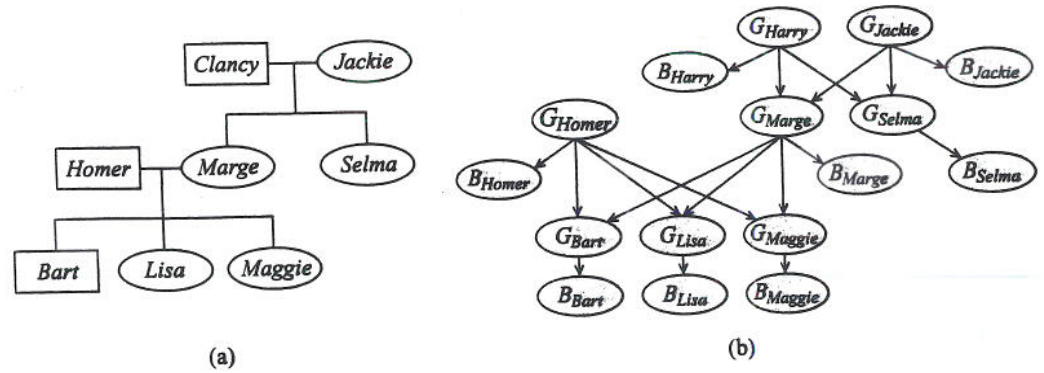 Clancy
Jackie
Homer
Marge
Selma
Bart
Lisa
Maggie
(a)
G_Harry
G_Jackie
B_Harry
B_Jackie
G_Homer
G_Marge
G_Selma
B_Homer
B_Marge
B_Selma
G_Bart
G_Lisa
G_Maggie
B_Bart
B_Lisa
B_Maggie
(b)